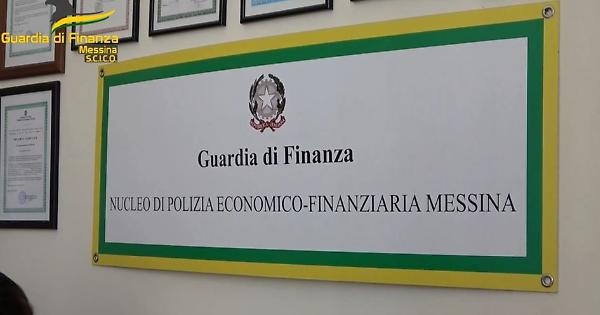 Guardia di Finanza
Messina
S.C.I.C.O
Guardia di Finanza
NUCLEO DI POLIZIA ECONOMICO-FINANZIARIA MESSINA